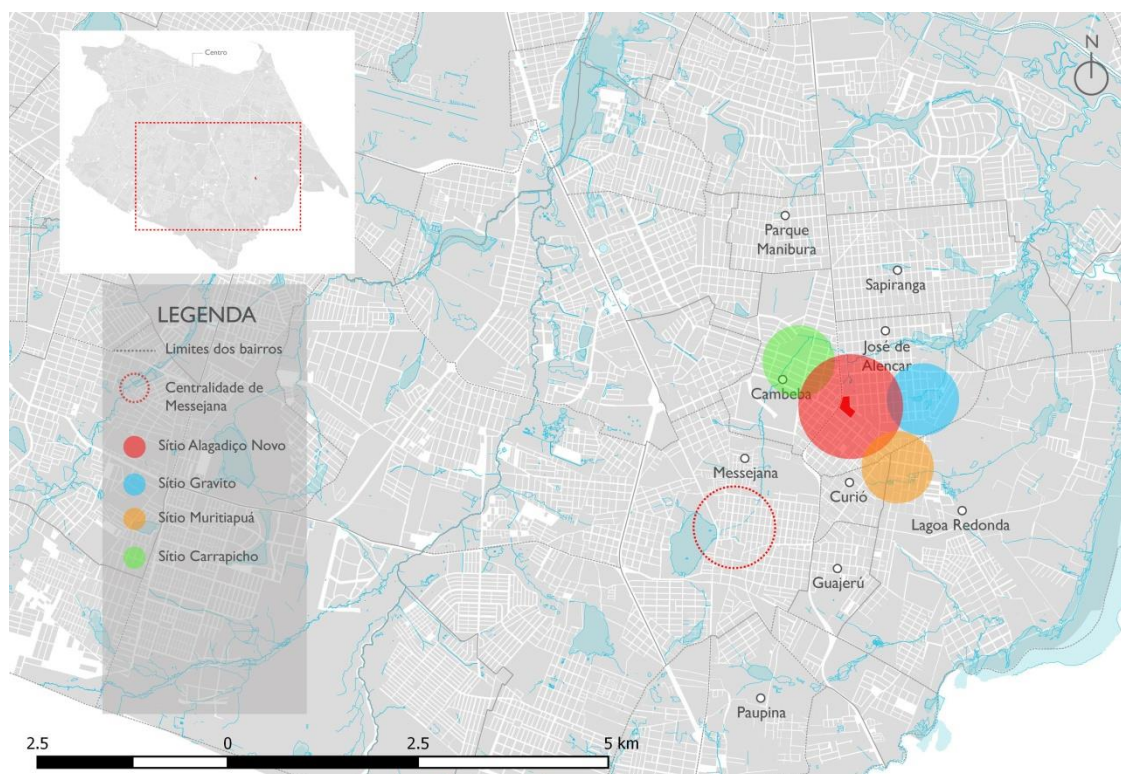 Centro
N
Parque
Manibura
Sapiranga
LEGENDA
José de
Alencar
Limites dos bairros
Cambeba
Centralidade de
Messejana
Sítio Alagadiço Novo
Messejana
Sítio Gravito
Curió
Sítio Muritiapuá
Lagoa Redonda
Sítio Carrapicho
Guajerú
Paupina
2.5 0 2.5 5 km